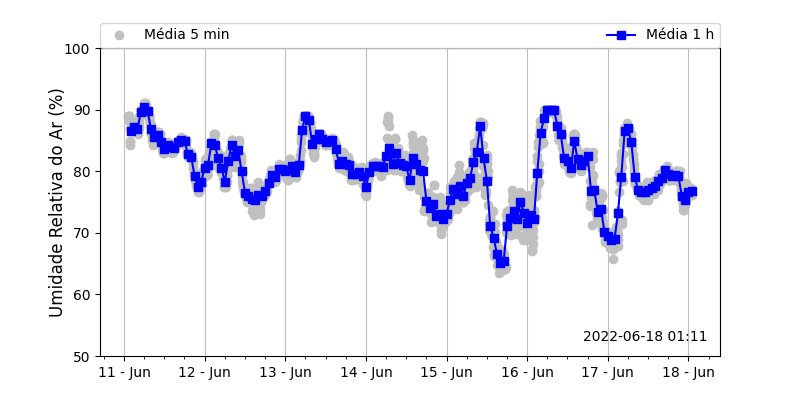 Média 5 min
Média 1 h
Umidade Relativa do Ar (%)
100
90
80
70
60
50
2022-06-18 01:11
11 - Jun
12 - Jun
13 - Jun
14 - Jun
15 - Jun
16 - Jun
17 - Jun
18 - Jun